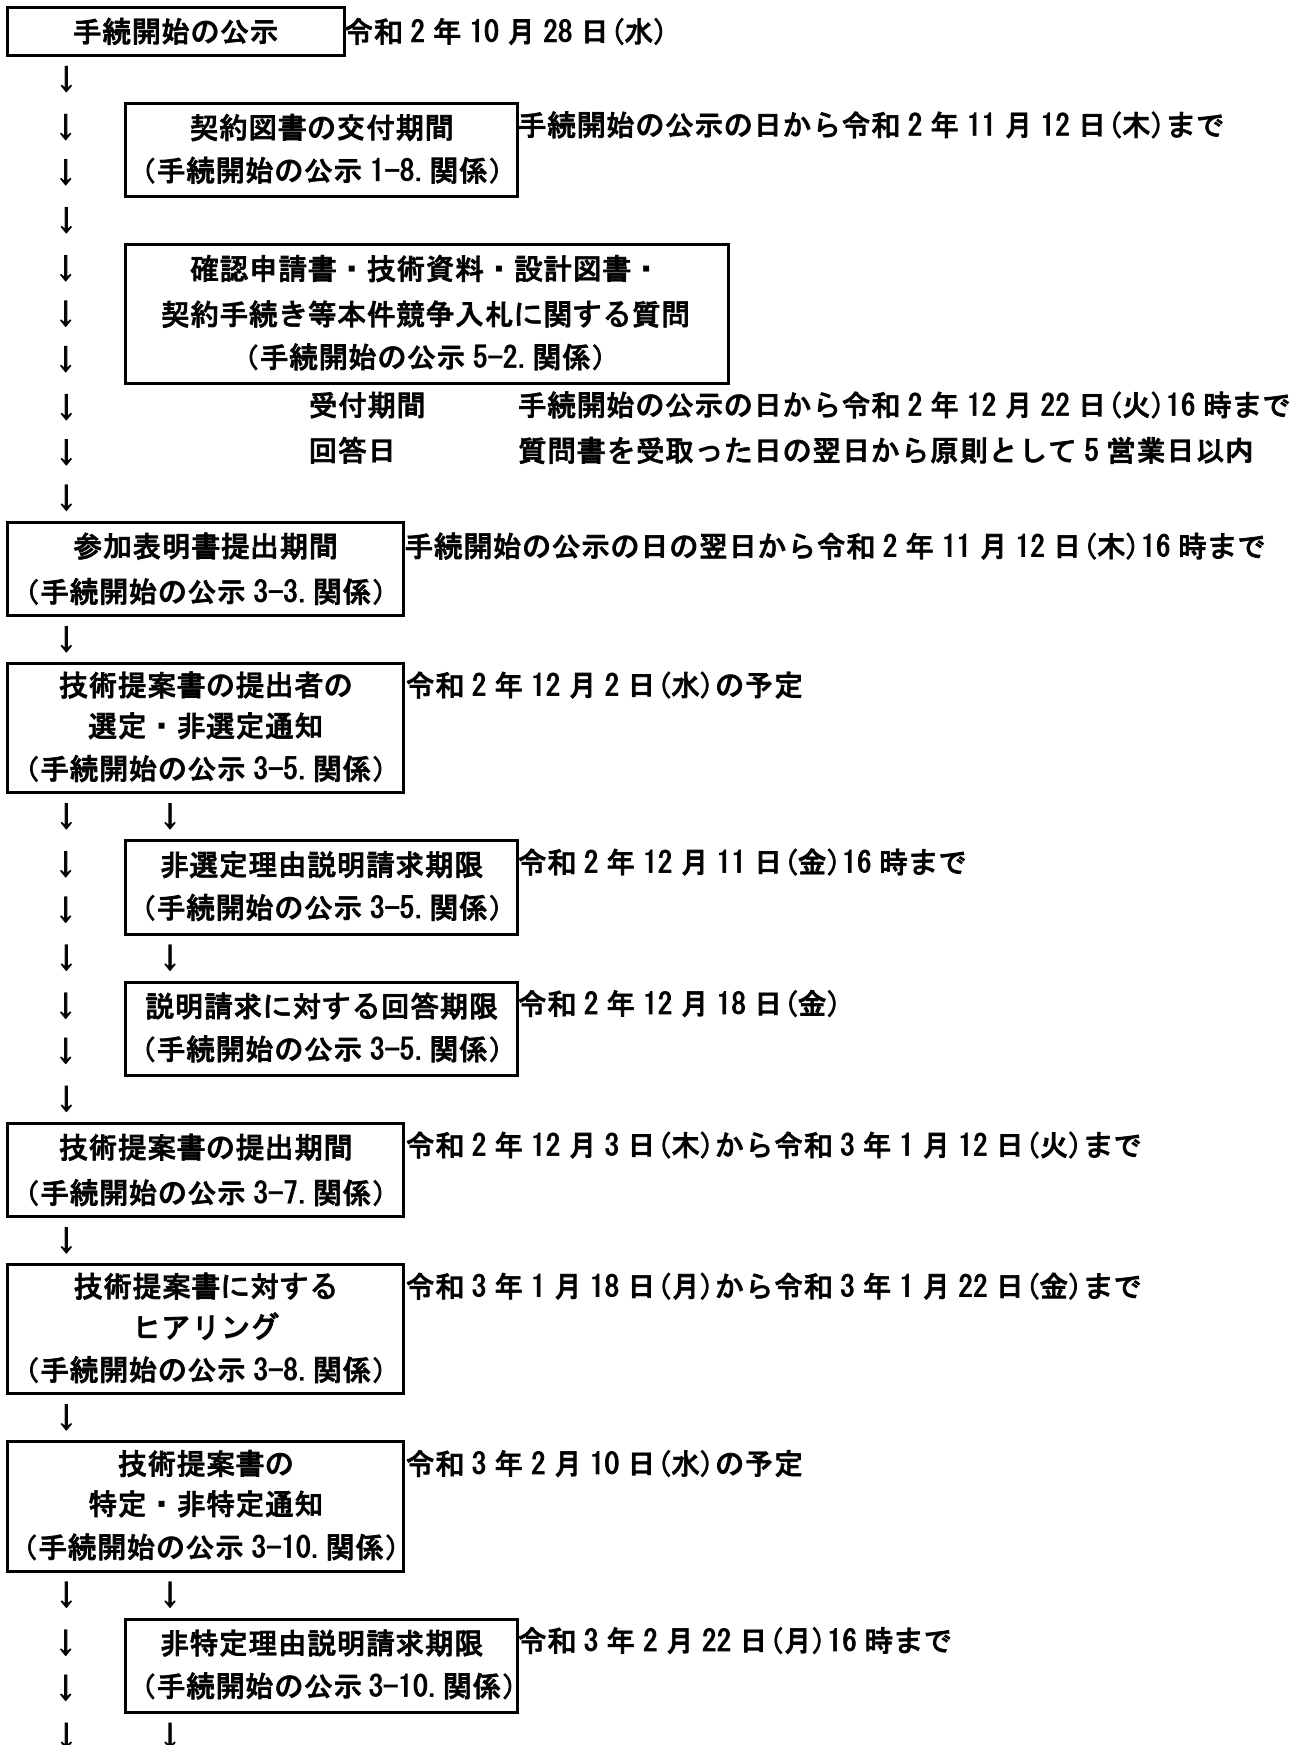 手続開始の公示 令和2年10月28日(水)
↓
↓ 契約図書の交付期間 手続開始の公示の日から令和2年11月12日(木)まで
↓ (手続開始の公示1-8.関係)
↓
↓ 確認申請書・技術資料・設計図書・
↓ 契約手続き等本件競争入札に関する質問
↓ (手続開始の公示5-2.関係)
↓ 受付期間 手続開始の公示の日から令和2年12月22日(火)16時まで
↓ 回答日 質問書を受取った日の翌日から原則として5営業日以内
↓
参加表明書提出期間 手続開始の公示の日の翌日から令和2年11月12日(木)16時まで
(手続開始の公示3-3.関係)
↓
技術提案書の提出者の 令和2年12月2日(水)の予定
選定・非選定通知
(手続開始の公示3-5.関係)
↓ ↓
↓ 非選定理由説明請求期限 令和2年12月11日(金)16時まで
↓ (手続開始の公示3-5.関係)
↓ ↓
↓ 説明請求に対する回答期限 令和2年12月18日(金)
↓ (手続開始の公示3-5.関係)
↓
技術提案書の提出期間 令和2年12月3日(木)から令和3年1月12日(火)まで
(手続開始の公示3-7.関係)
↓
技術提案書に対する 令和3年1月18日(月)から令和3年1月22日(金)まで
ヒアリング
(手続開始の公示3-8.関係)
↓
技術提案書の 令和3年2月10日(水)の予定
特定・非特定通知
(手続開始の公示3-10.関係)
↓ ↓
↓ 非特定理由説明請求期限 令和3年2月22日(月)16時まで
↓ (手続開始の公示3-10.関係)
↓ ↓